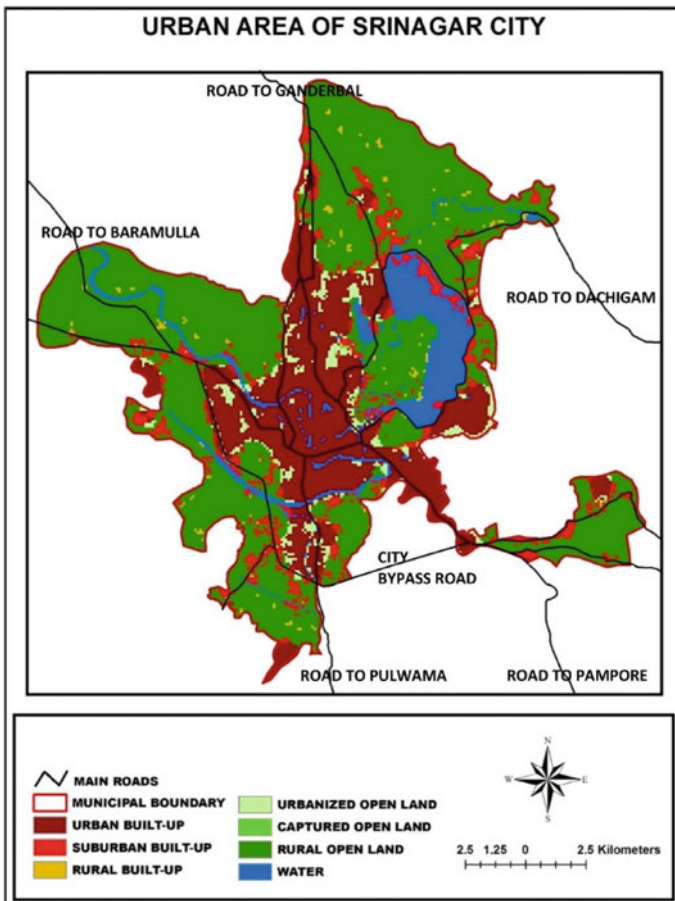 URBAN AREA OF SRINAGAR CITY
ROAD TO GANDERBAL
ROAD TO BARAMULLA
ROAD TO DACHIGAM
CITY
BYPASS ROAD
ROAD TO PULWAMA
ROAD TO PAMPORE
MAIN ROADS
MUNICIPAL BOUNDARY
URBAN BUILT-UP
SUBURBAN BUILT-UP
RURAL BUILT-UP
URBANIZED OPEN LAND
CAPTURED OPEN LAND
RURAL OPEN LAND
WATER
N
W E
S
2.5 1.25 0 2.5 Kilometers